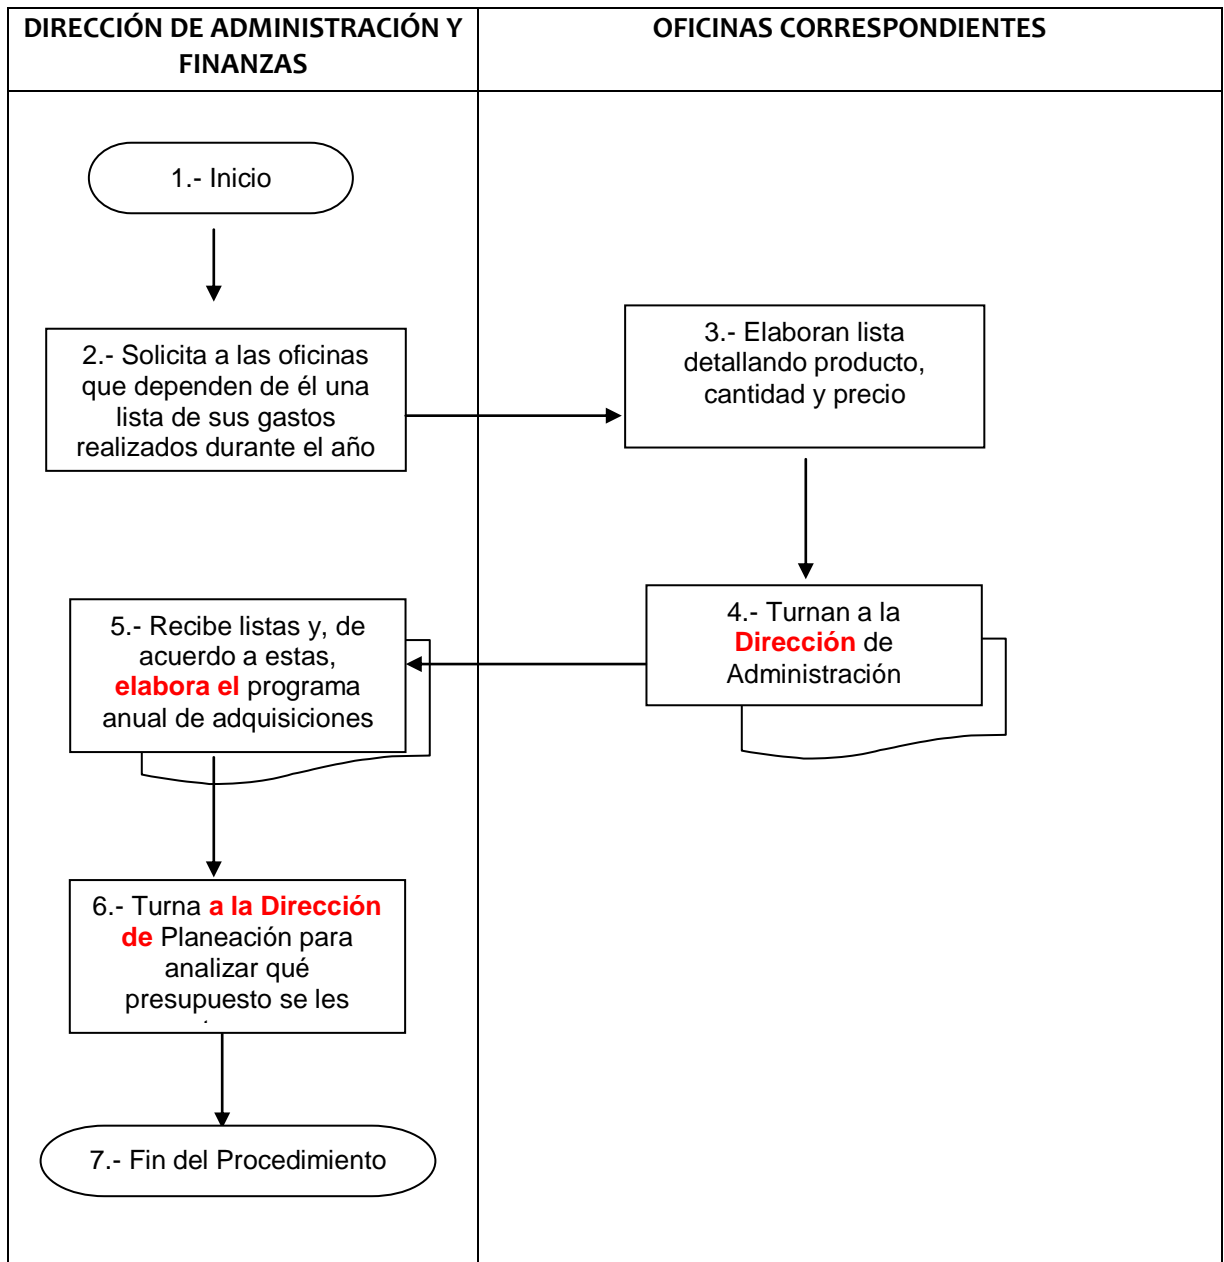 DIRECCIÓN DE ADMINISTRACIÓN Y
FINANZAS
OFICINAS CORRESPONDIENTES
1.- Inicio
2.- Solicita a las oficinas
que dependen de él una
lista de sus gastos
realizados durante el año
3.- Elaboran lista
detallando producto,
cantidad y precio
4.- Turnan a la
Dirección de
Administración
5.- Recibe listas y, de
acuerdo a estas,
elabora el programa
anual de adquisiciones
6.- Turna a la Dirección
de Planeación para
analizar qué
presupuesto se les
7.- Fin del Procedimiento